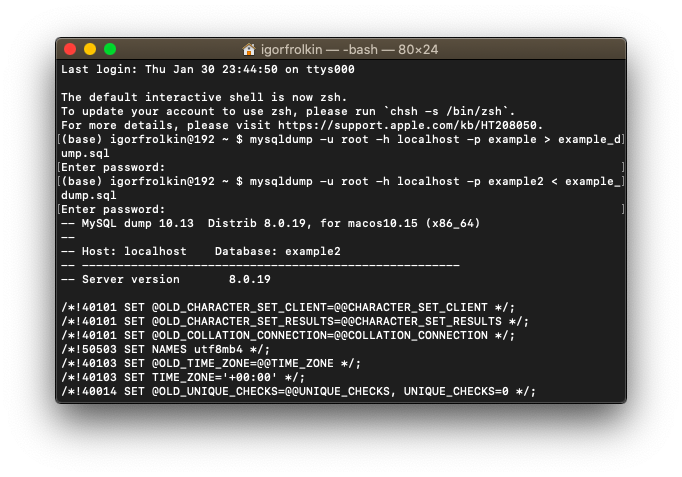 igorfrolkin — -bash — 80×24
Last login: Thu Jan 30 23:44:50 on ttys000
The default interactive shell is now zsh.
To update your account to use zsh, please run `chsh -s /bin/zsh`.
For more details, please visit https://support.apple.com/kb/HT208050.
[(base) igorfrolkin@192 ~ $ mysqldump -u root -h localhost -p example > example_d]
ump.sql
[Enter password: ]
[(base) igorfrolkin@192 ~ $ mysqldump -u root -h localhost -p example2 < example_]
dump.sql
[Enter password: ]
-- MySQL dump 10.13  Distrib 8.0.19, for macos10.15 (x86_64)
--
-- Host: localhost    Database: example2
-- ------------------------------------------------------
-- Server version	8.0.19
/*!40101 SET @OLD_CHARACTER_SET_CLIENT=@@CHARACTER_SET_CLIENT */;
/*!40101 SET @OLD_CHARACTER_SET_RESULTS=@@CHARACTER_SET_RESULTS */;
/*!40101 SET @OLD_COLLATION_CONNECTION=@@COLLATION_CONNECTION */;
/*!50503 SET NAMES utf8mb4 */;
/*!40103 SET @OLD_TIME_ZONE=@@TIME_ZONE */;
/*!40103 SET TIME_ZONE='+00:00' */;
/*!40014 SET @OLD_UNIQUE_CHECKS=@@UNIQUE_CHECKS, UNIQUE_CHECKS=0 */;